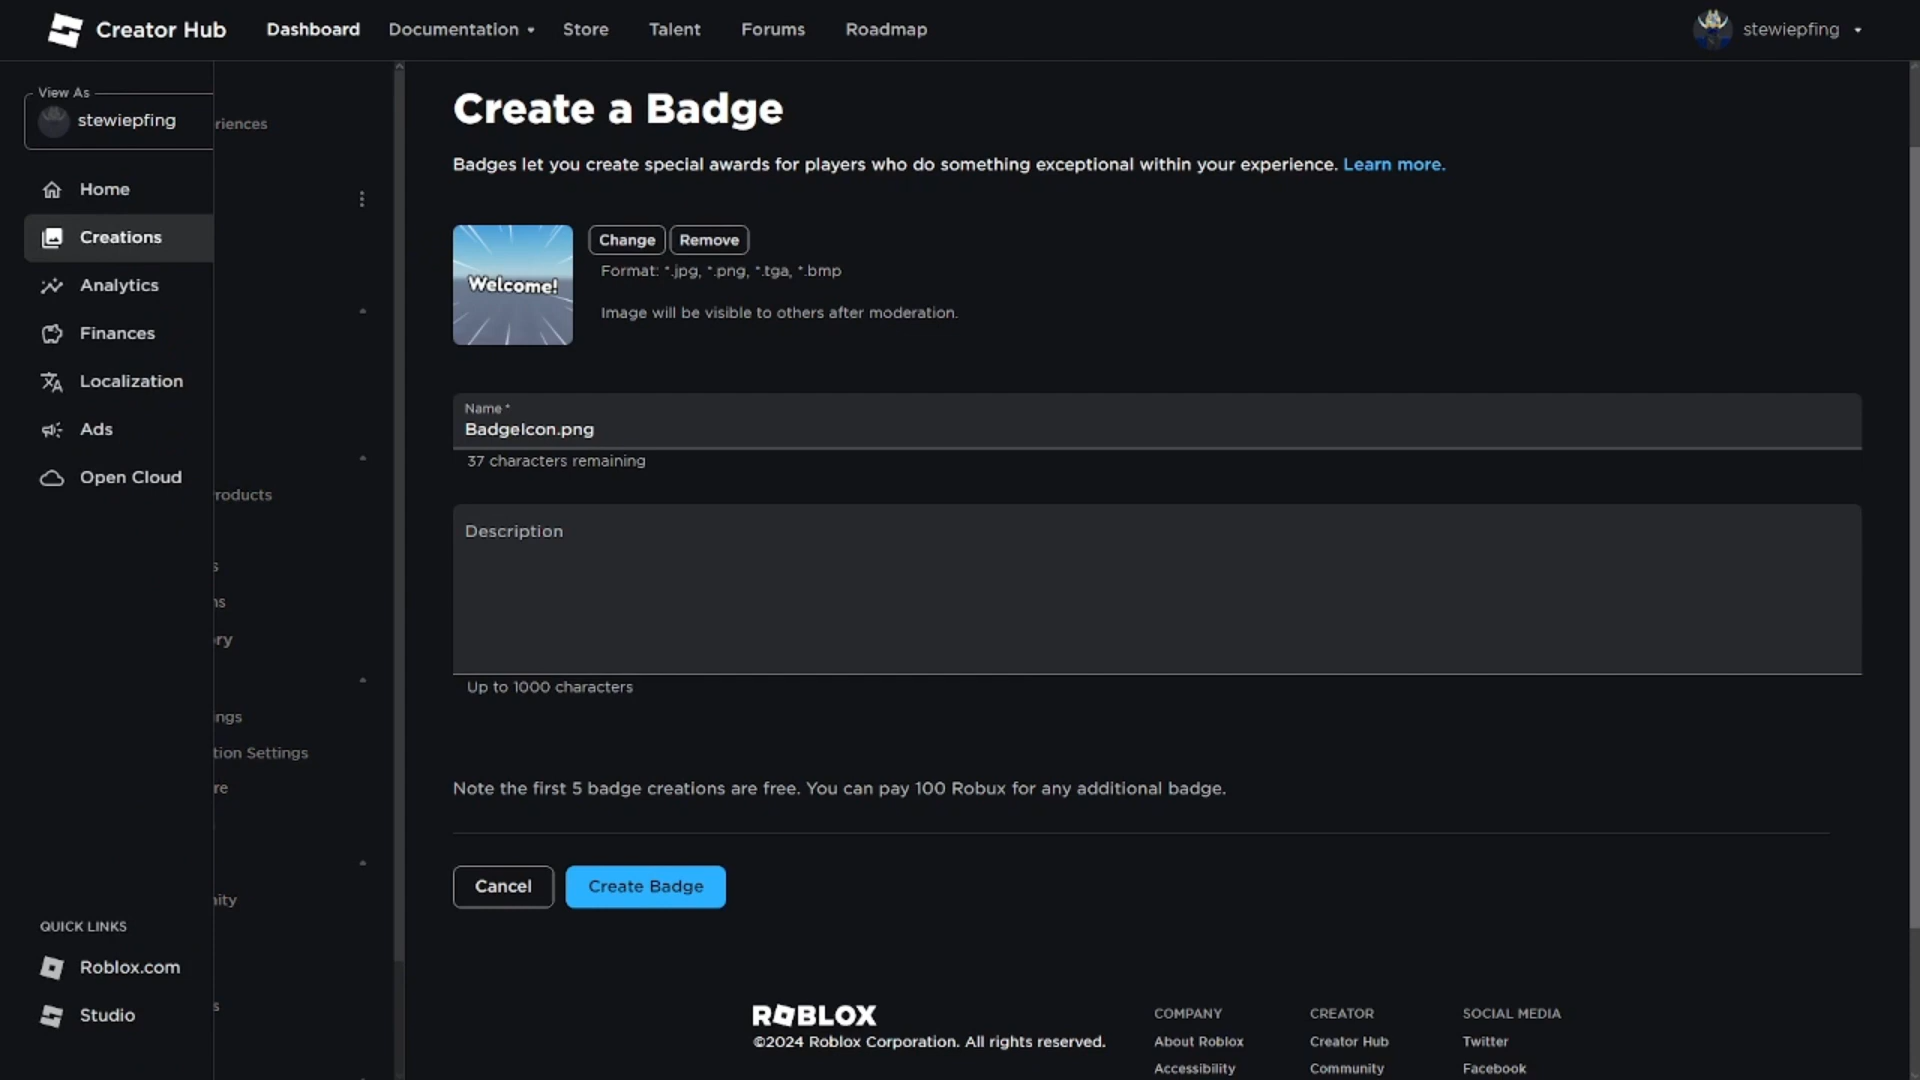 Creator Hub
Dashboard
Documentation
Store
Talent
Forums
Roadmap
stewiepfing
View As
stewiepfing
Home
Creations
Analytics
Finances
Localization
Ads
Open Cloud
QUICK LINKS
Roblox.com
Studio
riences
roducts
s
ns
ry
ings
tion Settings
re
ity
s
Create a Badge
Badges let you create special awards for players who do something exceptional within your experience. Learn more.
Welcome!
Change
Remove
Format: *.jpg, *.png, *.tga, *.bmp
Image will be visible to others after moderation.
Name *
BadgeIcon.png
37 characters remaining
Description
Up to 1000 characters
Note the first 5 badge creations are free. You can pay 100 Robux for any additional badge.
Cancel
Create Badge
ROBLOX
©2024 Roblox Corporation. All rights reserved.
COMPANY
About Roblox
Accessibility
CREATOR
Creator Hub
Community
SOCIAL MEDIA
Twitter
Facebook